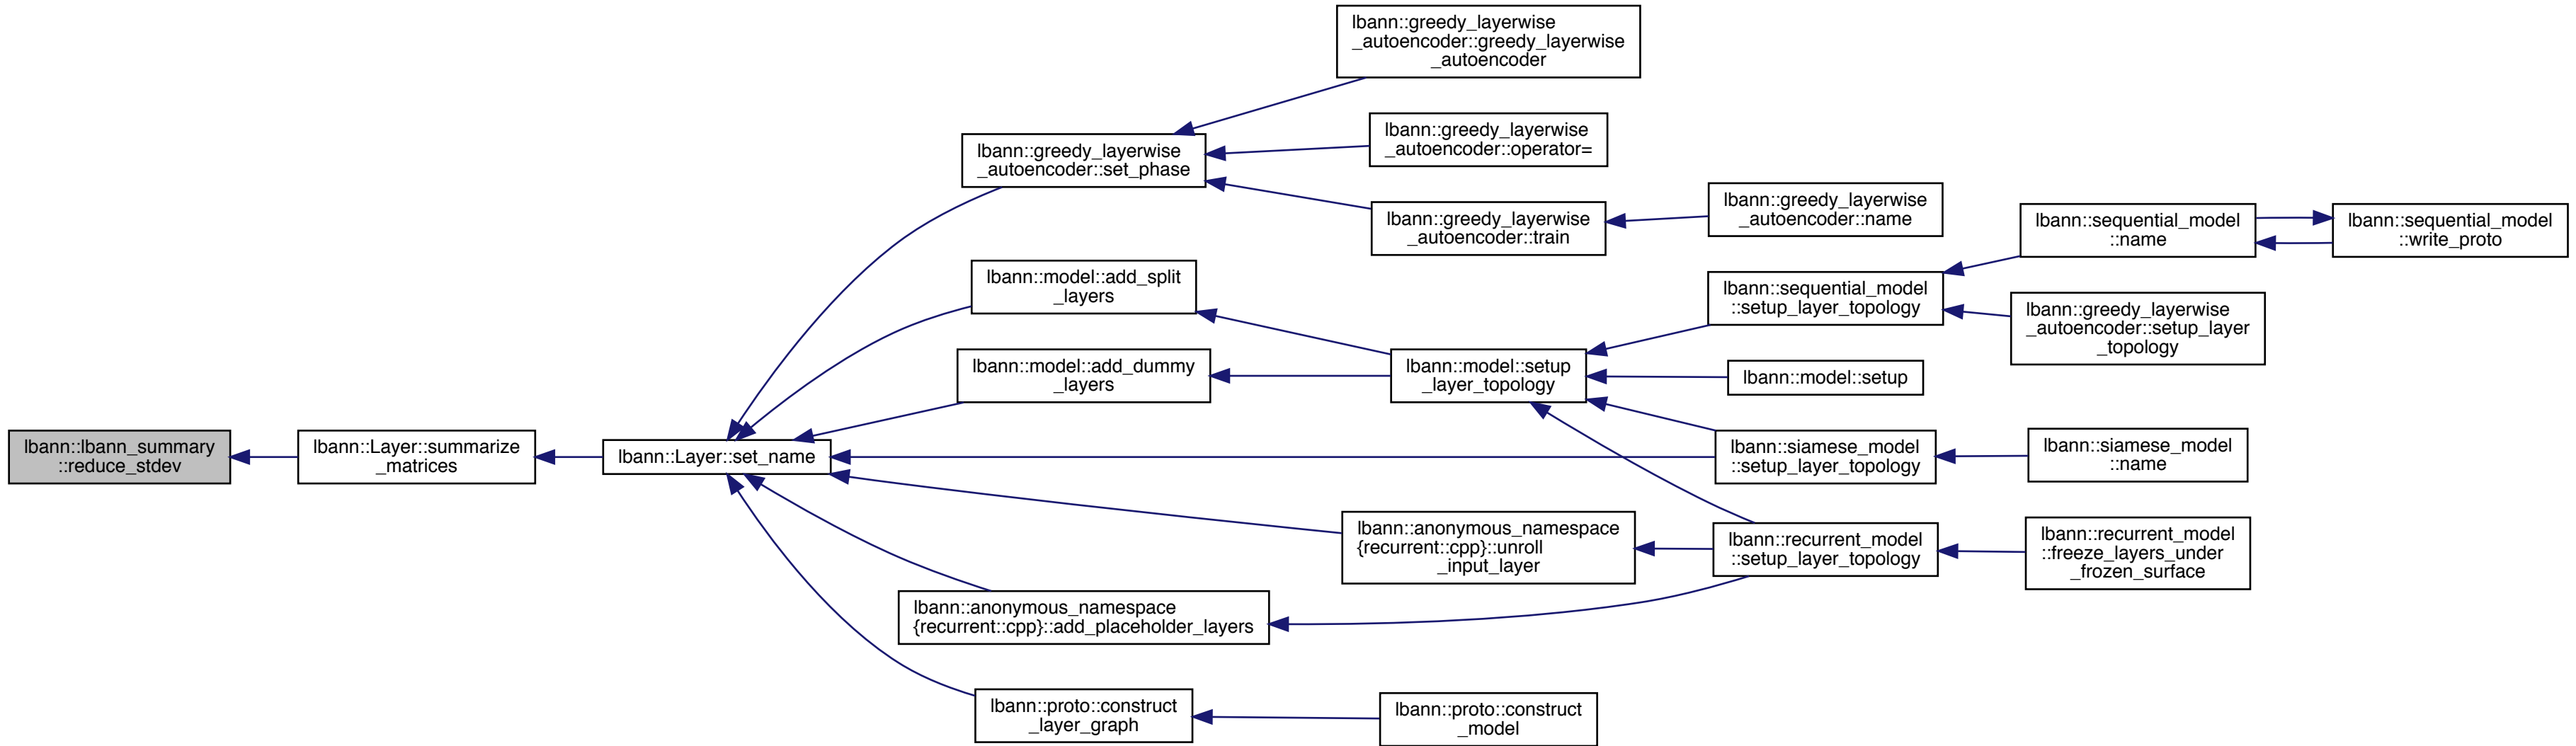 lbann::lbann_summary
::reduce_stdev
lbann::Layer::summarize
_matrices
lbann::Layer::set_name
lbann::greedy_layerwise
_autoencoder::set_phase
lbann::greedy_layerwise
_autoencoder::greedy_layerwise
_autoencoder
lbann::greedy_layerwise
_autoencoder::operator=
lbann::greedy_layerwise
_autoencoder::train
lbann::greedy_layerwise
_autoencoder::name
lbann::model::add_split
_layers
lbann::model::add_dummy
_layers
lbann::model::setup
_layer_topology
lbann::sequential_model
::setup_layer_topology
lbann::sequential_model
::name
lbann::sequential_model
::write_proto
lbann::greedy_layerwise
_autoencoder::setup_layer
_topology
lbann::model::setup
lbann::siamese_model
::setup_layer_topology
lbann::siamese_model
::name
lbann::anonymous_namespace
{recurrent::cpp}::unroll
_input_layer
lbann::recurrent_model
::setup_layer_topology
lbann::recurrent_model
::freeze_layers_under
_frozen_surface
lbann::anonymous_namespace
{recurrent::cpp}::add_placeholder_layers
lbann::proto::construct
_layer_graph
lbann::proto::construct
_model